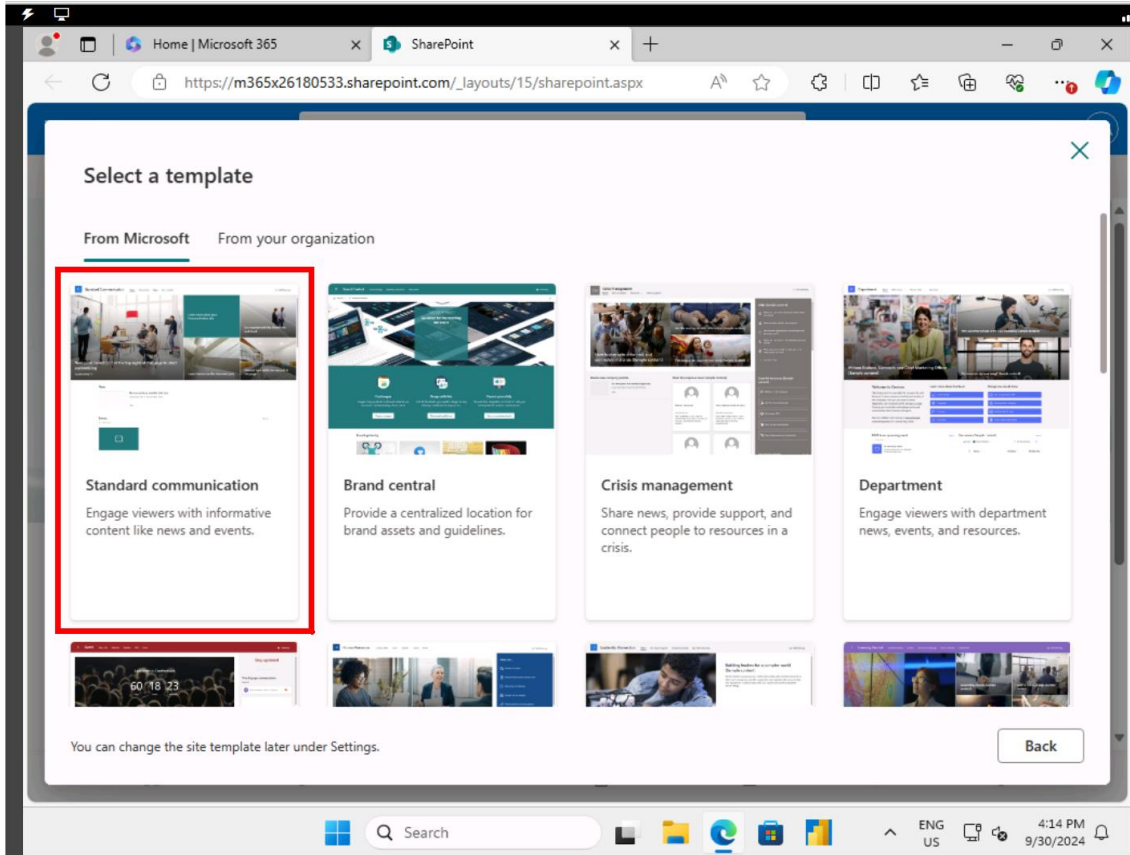 Home | Microsoft 365
SharePoint
https://m365x26180533.sharepoint.com/_layouts/15/sharepoint.aspx
Select a template
From Microsoft From your organization
Standard communication
Engage viewers with informative
content like news and events.
Brand central
Provide a centralized location for
brand assets and guidelines.
Crisis management
Share news, provide support, and
connect people to resources in a
crisis.
Department
Engage viewers with department
news, events, and resources.
60 18 23
You can change the site template later under Settings.
Back
Search
ENG
US
4:14 PM
9/30/2024